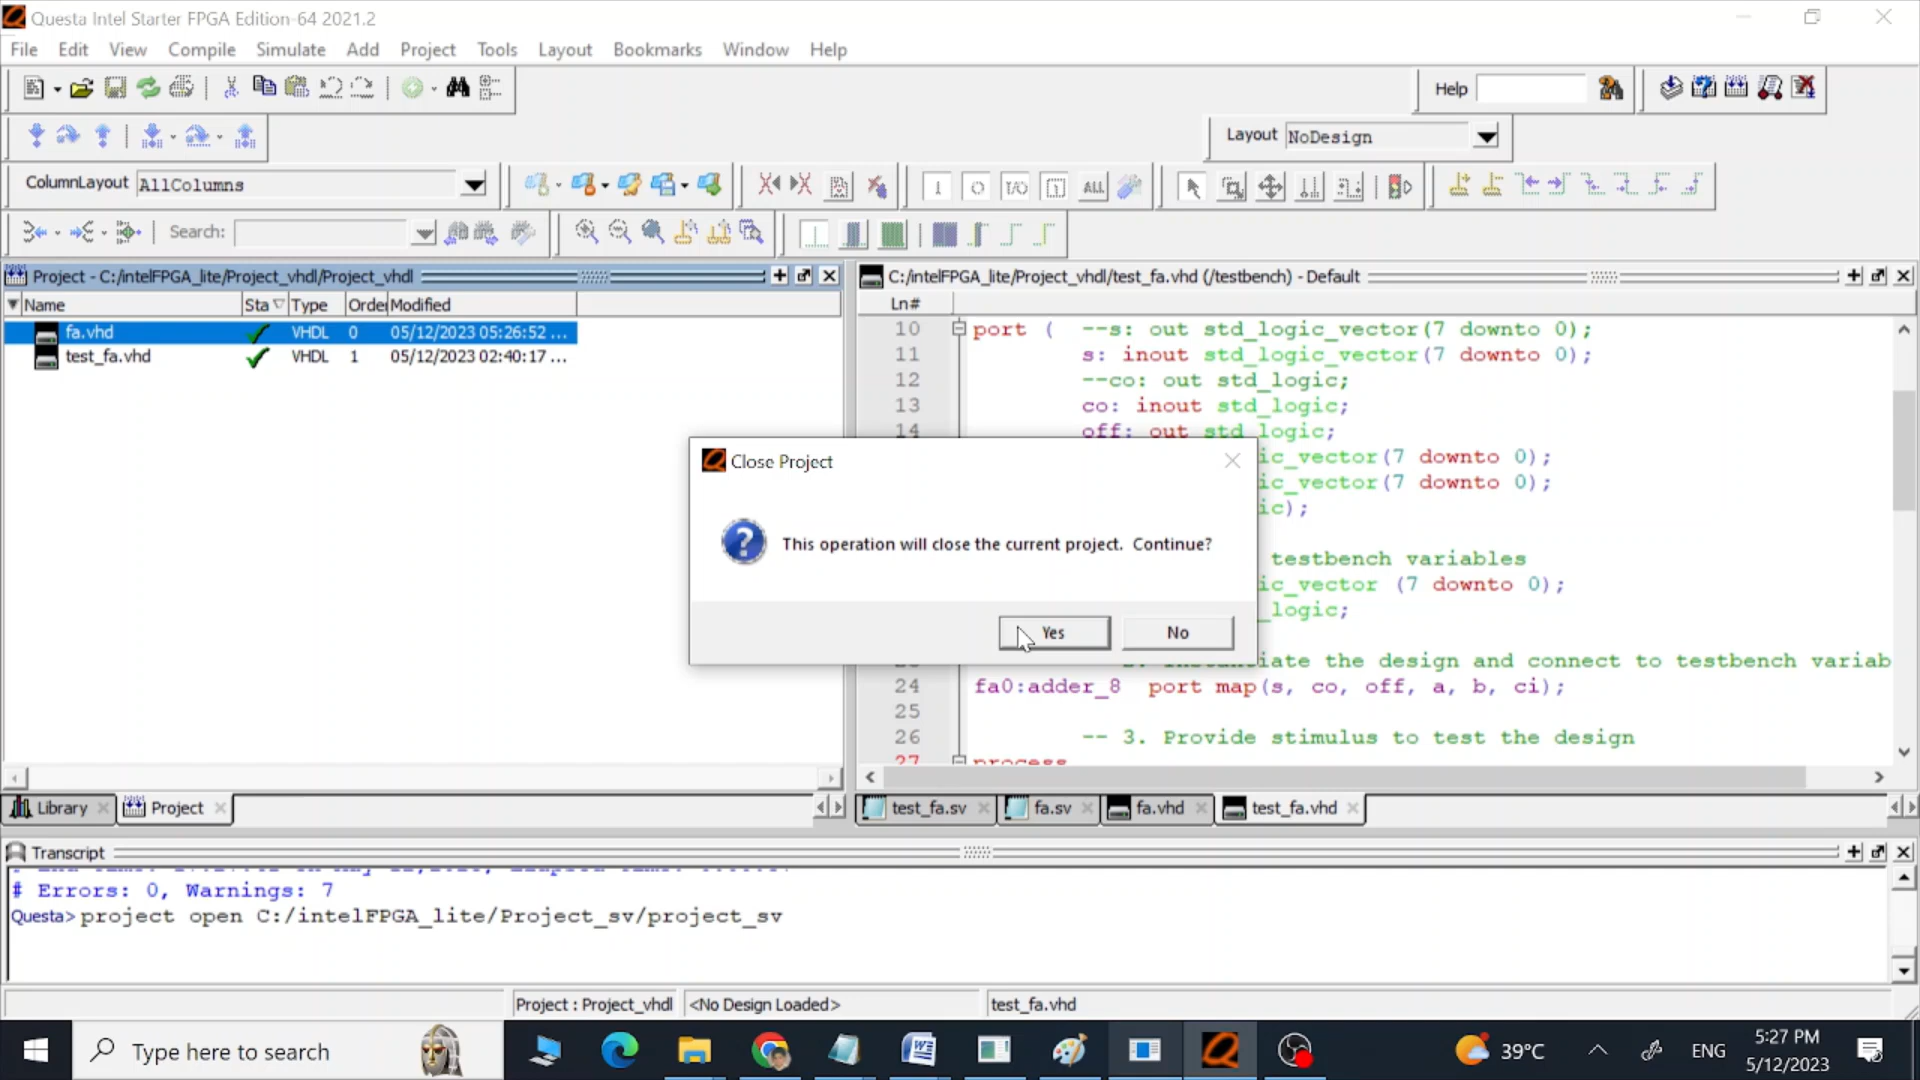 Questa Intel Starter FPGA Edition-64 2021.2
File Edit View Compile Simulate Add Project Tools Layout Bookmarks Window Help
Help
Layout NoDesign
ColumnLayout AllColumns
ALL
Search:
Project - C:/intelFPGA_lite/Project_vhdl/Project_vhdl
Name Sta Type Order Modified
fa.vhd VHDL 0 05/12/2023 05:26:52 ...
test_fa.vhd VHDL 1 05/12/2023 02:40:17 ...
C:/intelFPGA_lite/Project_vhdl/test_fa.vhd (/testbench) - Default
Ln#
10 port ( --s: out std_logic_vector(7 downto 0);
11 s: inout std_logic_vector(7 downto 0);
12 --co: out std_logic;
13 co: inout std_logic;
14 off: out std_logic;
ic_vector(7 downto 0);
ic_vector(7 downto 0);
ic);
testbench variables
ic_vector (7 downto 0);
_logic;
Instantiate the design and connect to testbench variab
24 fa0:adder_8 port map(s, co, off, a, b, ci);
25
26 -- 3. Provide stimulus to test the design
27 process
Close Project
This operation will close the current project. Continue?
Yes No
Library Project
test_fa.sv fa.sv fa.vhd test_fa.vhd
Transcript
# Errors: 0, Warnings: 7
Questa> project open C:/intelFPGA_lite/Project_sv/project_sv
Project : Project_vhdl <No Design Loaded> test_fa.vhd
Type here to search
39°C
ENG
5:27 PM
5/12/2023